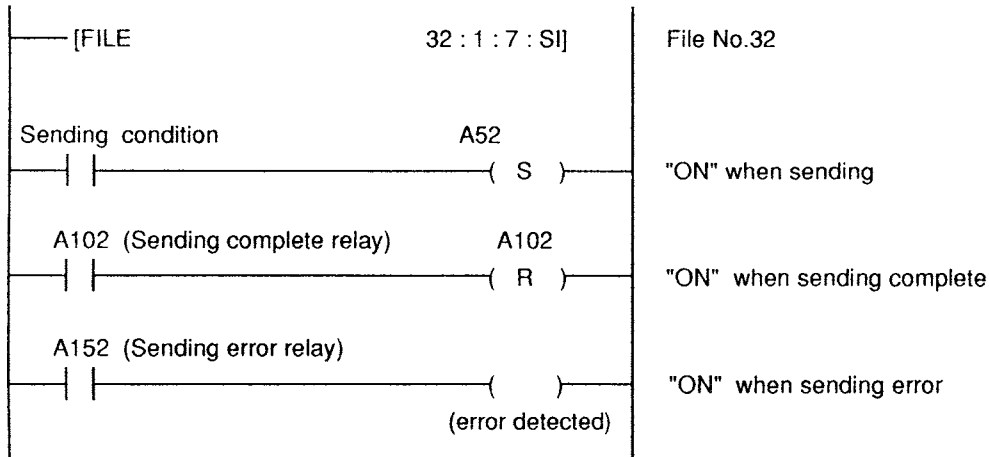 [FILE 32 : 1 : 7 : SI] File No.32
Sending condition A52
( S ) "ON" when sending
A102 (Sending complete relay) A102
( R ) "ON" when sending complete
A152 (Sending error relay)
( ) "ON" when sending error
(error detected)